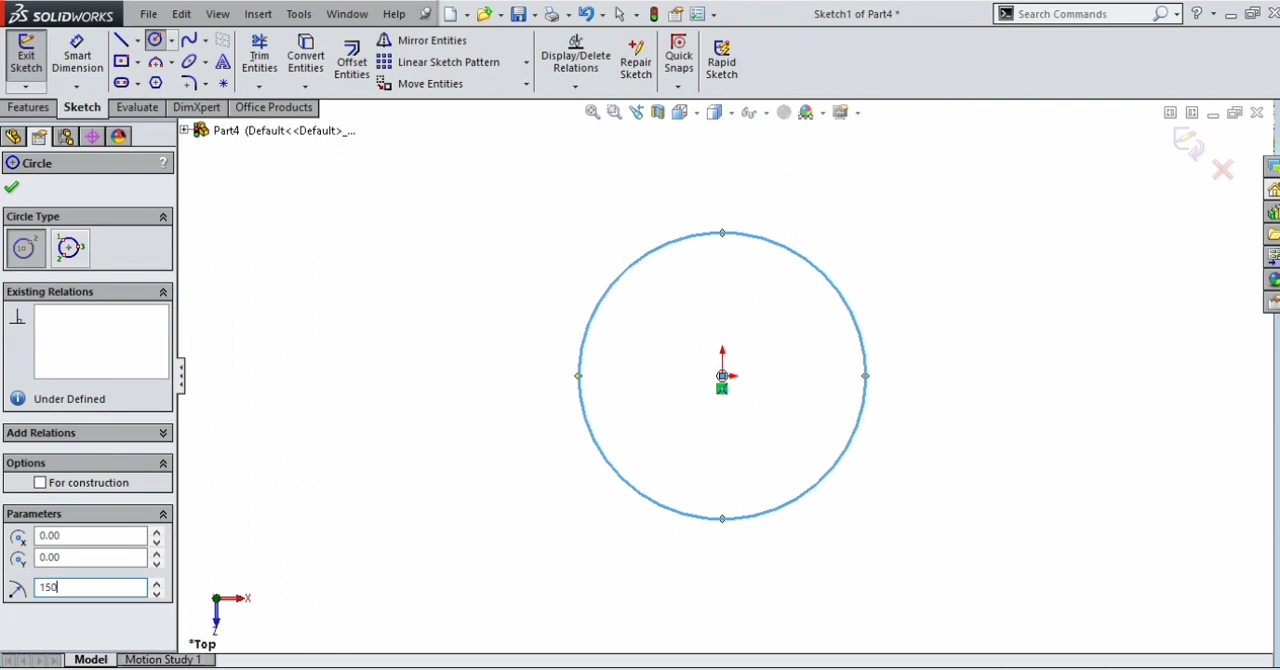 SOLIDWORKS File Edit View Insert Tools Window Help Sketch1 of Part4 * Search Commands ?
Exit Sketch
Smart Dimension
Trim Entities
Convert Entities
Offset Entities
Mirror Entities
Linear Sketch Pattern
Move Entities
Display/Delete Relations
Repair Sketch
Quick Snaps
Rapid Sketch
Features Sketch Evaluate DimXpert Office Products
Part4 (Default<<Default>_...
Circle ?
Circle Type
Existing Relations
Under Defined
Add Relations
Options
For construction
Parameters
0.00
0.00
150
X
Z
*Top
Model Motion Study 1